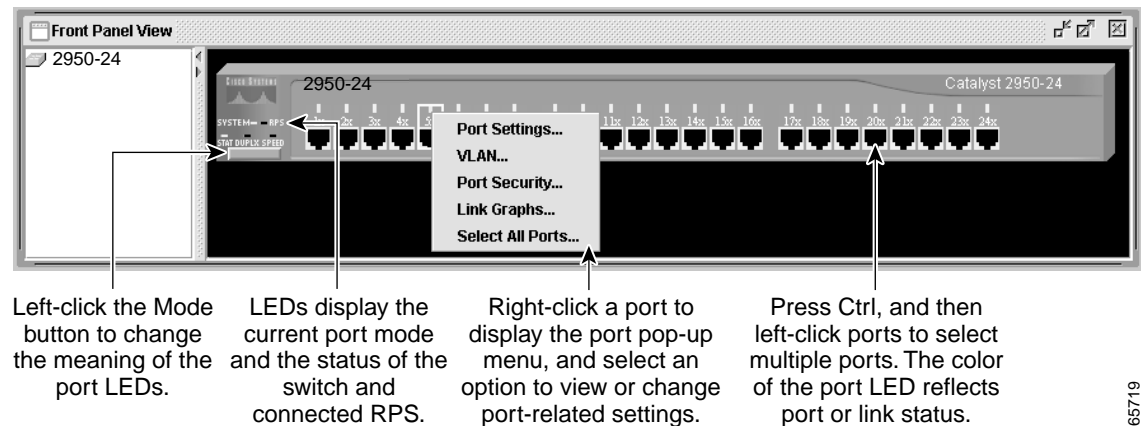 Front Panel View
2950-24
CISCO SYSTEMS
2950-24
Catalyst 2950-24
SYSTEM RPS
1x 2x 3x 4x 5x 11x 12x 13x 14x 15x 16x 17x 18x 19x 20x 21x 22x 23x 24x
STAT DUPLX SPEED
Port Settings...
VLAN...
Port Security...
Link Graphs...
Select All Ports...
Left-click the Mode
button to change
the meaning of the
port LEDs.
LEDs display the
current port mode
and the status of the
switch and
connected RPS.
Right-click a port to
display the port pop-up
menu, and select an
option to view or change
port-related settings.
Press Ctrl, and then
left-click ports to select
multiple ports. The color
of the port LED reflects
port or link status.
65719